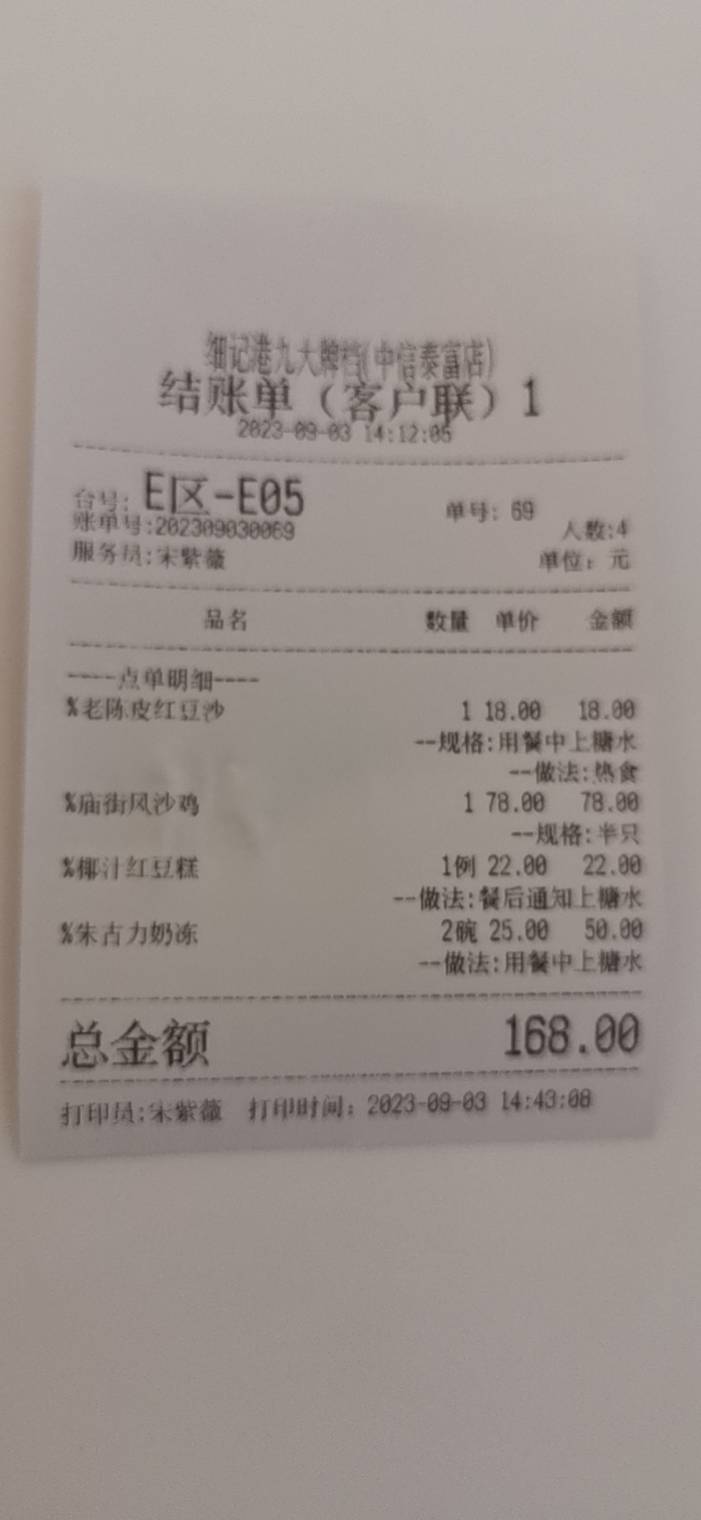 细记港九大牌档(中信泰富店)
结账单（客户联）1
2023-09-03 14:12:05
台号: E区-E05 单号: 69
账单号:202309030069 人数:4
服务员:宋紫薇 单位: 元
品名 数量 单价 金额
----点单明细----
%老陈皮红豆沙 1 18.00 18.00
--规格:用餐中上糖水
--做法:热食
%庙街风沙鸡 1 78.00 78.00
--规格:半只
%椰汁红豆糕 1例 22.00 22.00
--做法:餐后通知上糖水
%朱古力奶冻 2碗 25.00 50.00
--做法:用餐中上糖水
总金额 168.00
打印员:宋紫薇 打印时间: 2023-09-03 14:43:08